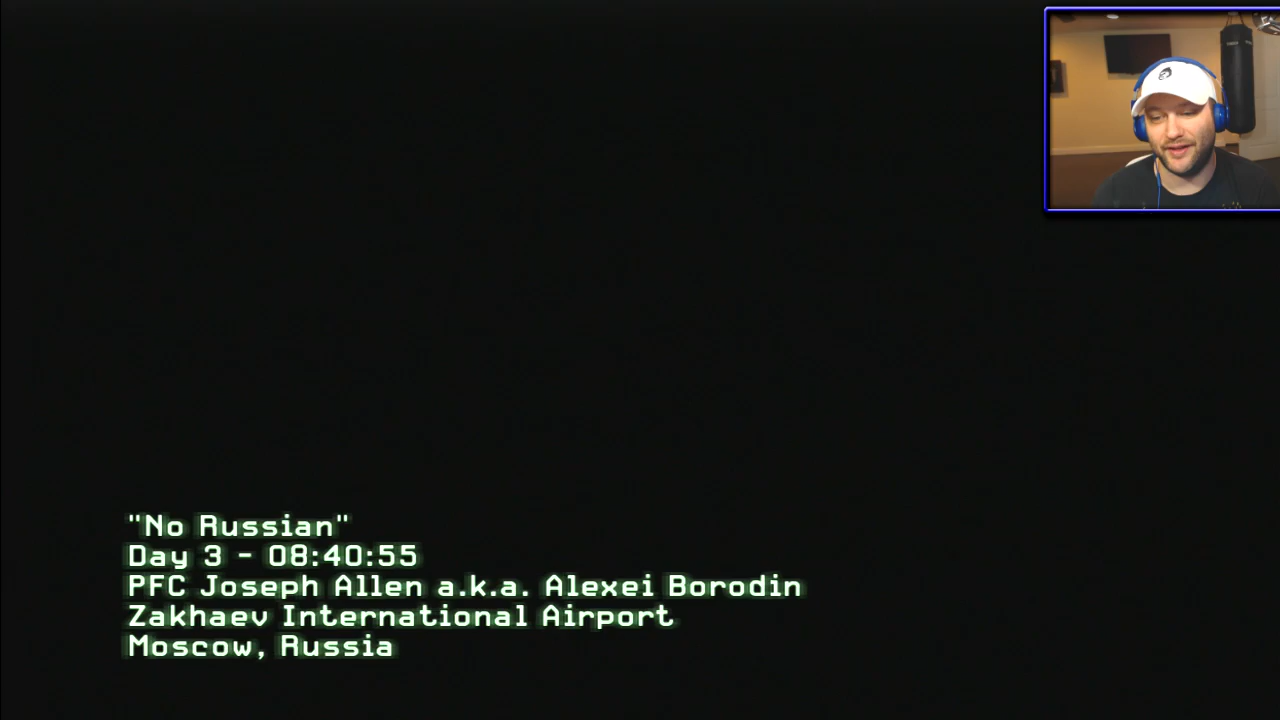 "No Russian"
Day 3 - 08:40:55
PFC Joseph Allen a.k.a. Alexei Borodin
Zakhaev International Airport
Moscow, Russia